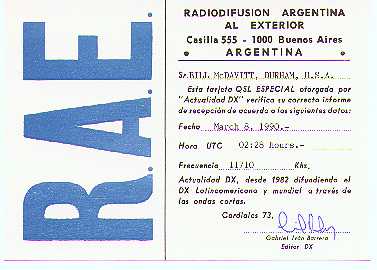 R.A.E.
RADIODIFUSION ARGENTINA
AL EXTERIOR
Casilla 555 - 1000 Buenos Aires
• ARGENTINA •
Sr. BILL McDAVITT, DURHAM, U.S.A.
Esta tarjeta QSL ESPECIAL otorgada por
"Actualidad DX" verifica su correcto informe
de recepción de acuerdo a los siguientes datos:
Fecha March 8, 1990.-
Hora UTC 02:28 hours.-
Frecuencia 11710 Khz.
Actualidad DX, desde 1982 difundiendo el
DX Latinoamericano y mundial a través de
las ondas cortas.
Cordiales 73,
Gabriel Iván Barrera
Editor DX